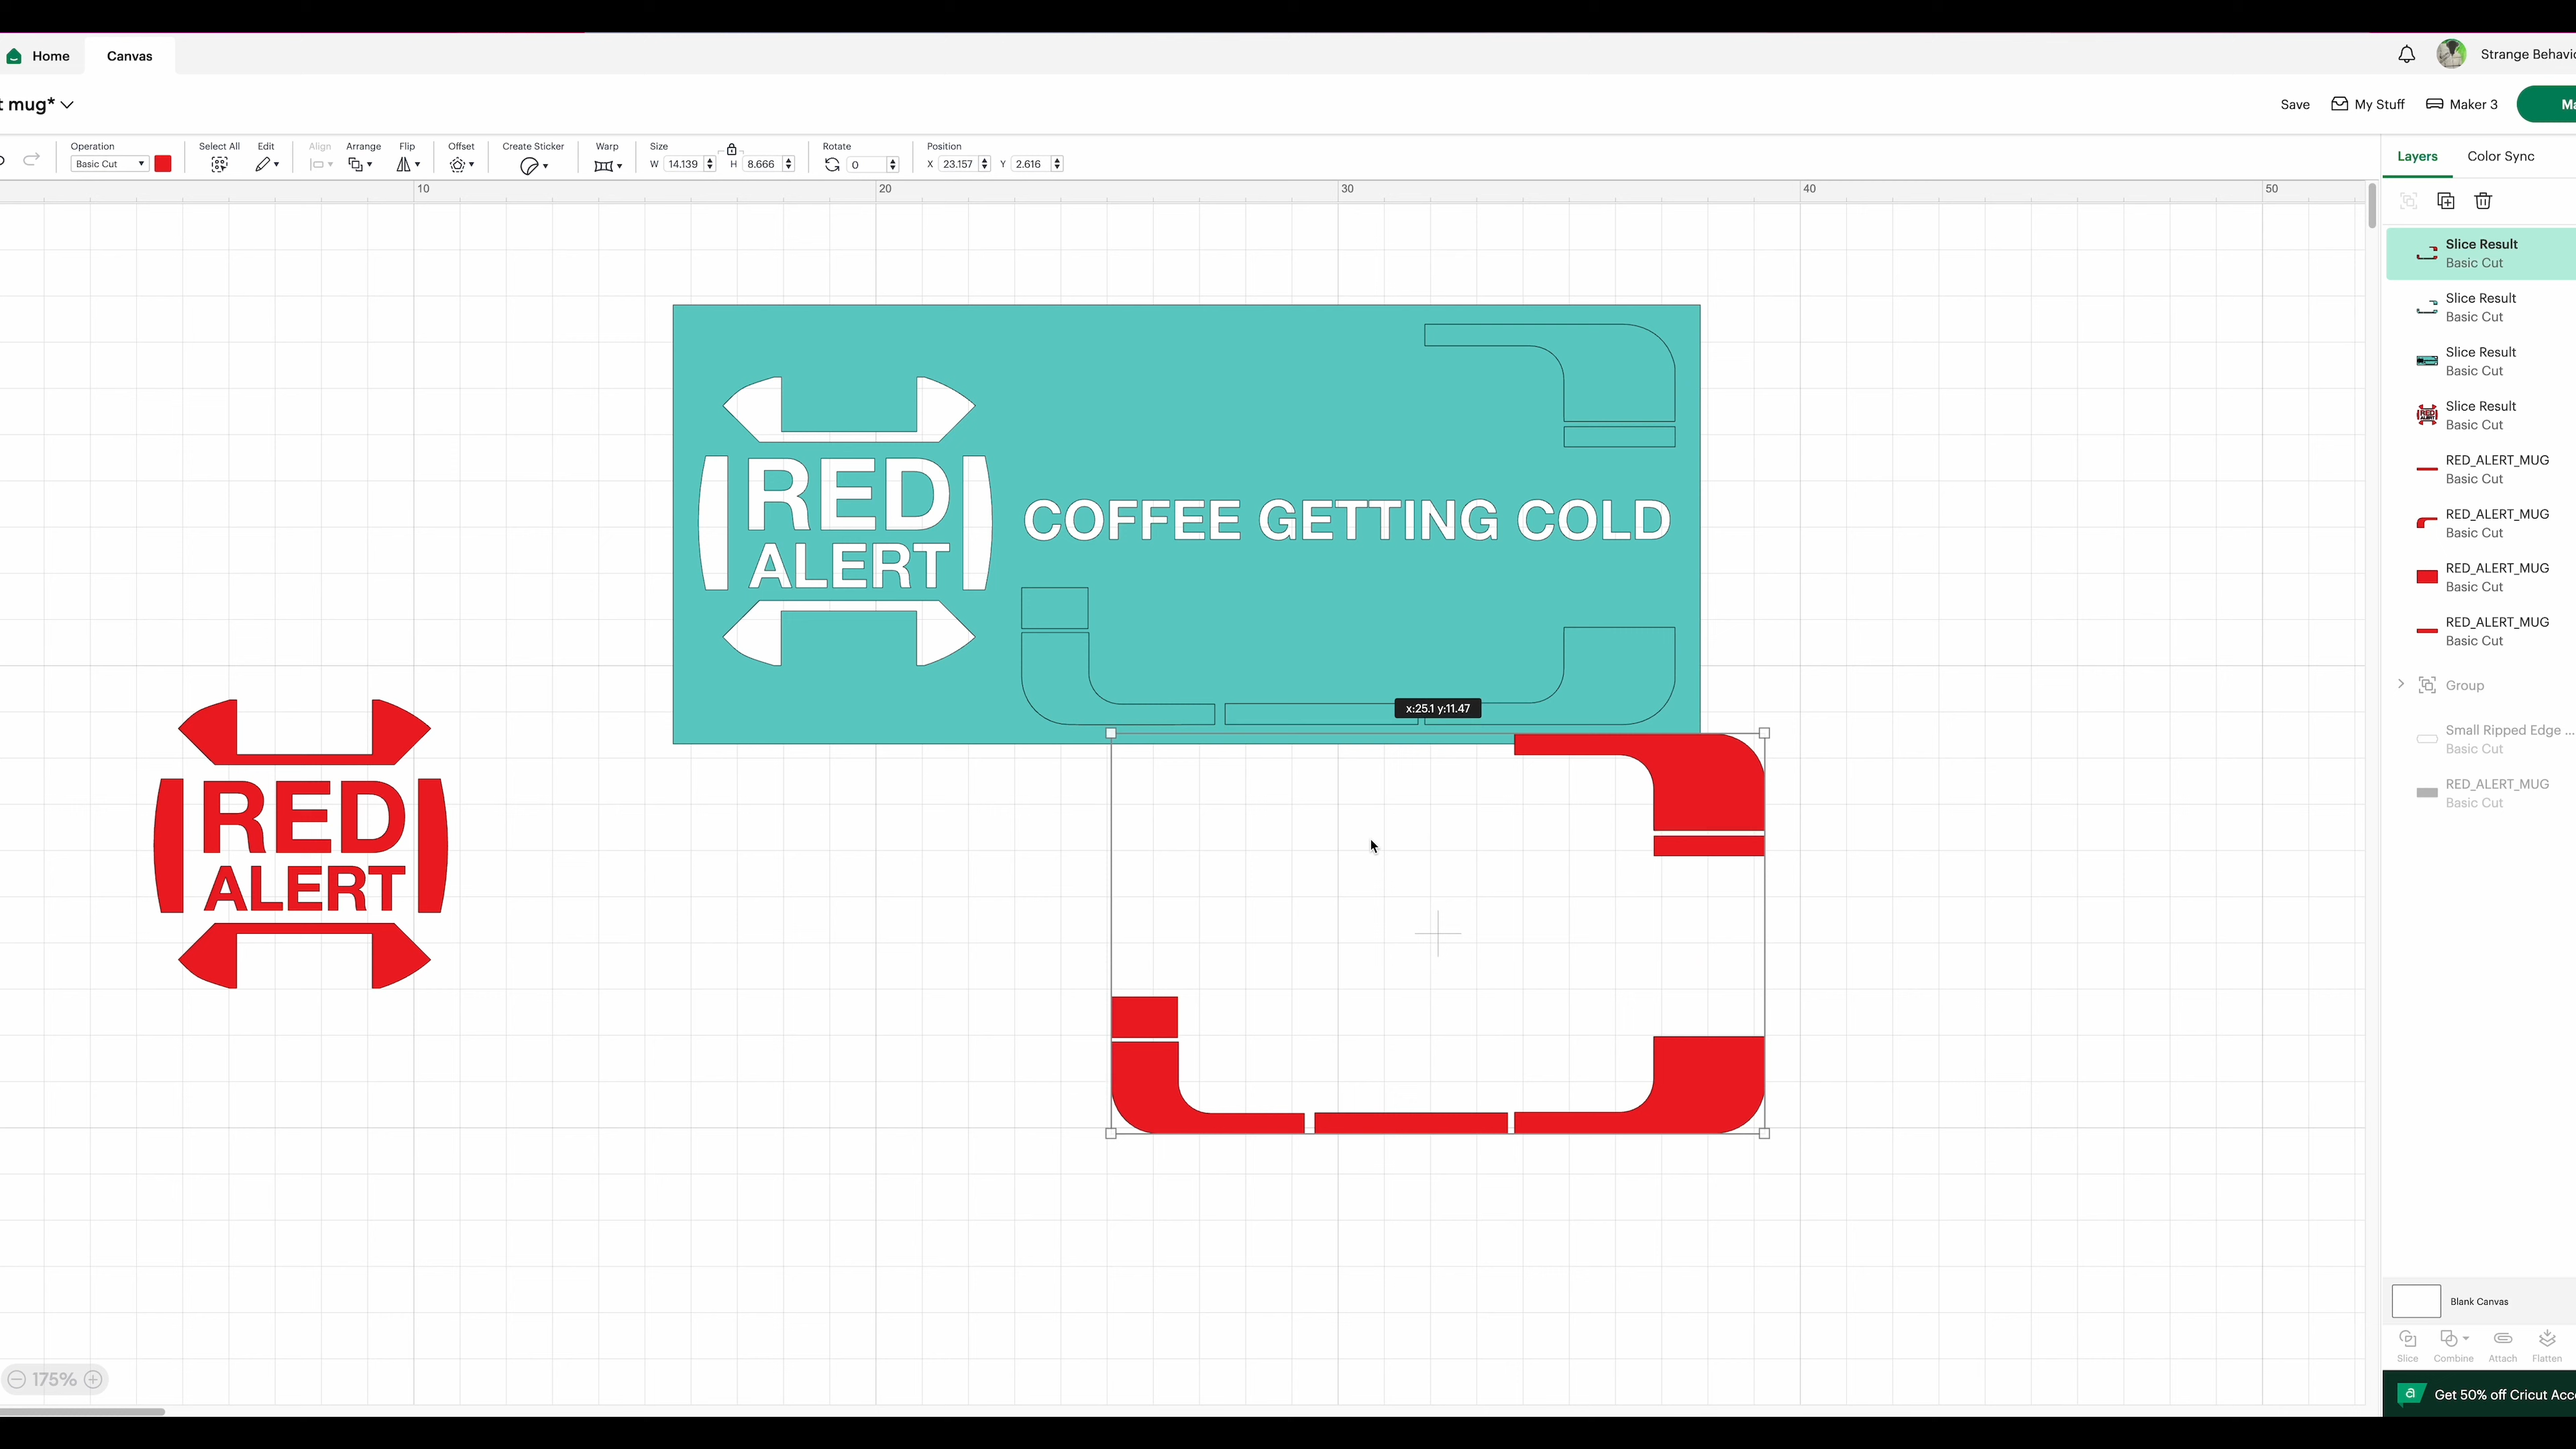 Home
Canvas
Strange Behavio
t mug*
Save
My Stuff
Maker 3
Ma
Operation
Basic Cut
Select All
Edit
Align
Arrange
Flip
Offset
Create Sticker
Warp
Size
W 14.139
H 8.666
Rotate
0
Position
X 23.157
Y 2.616
Layers
Color Sync
10
20
30
40
50
RED
ALERT
COFFEE GETTING COLD
x:25.1 y:11.47
RED
ALERT
Slice Result
Basic Cut
Slice Result
Basic Cut
Slice Result
Basic Cut
Slice Result
Basic Cut
RED_ALERT_MUG
Basic Cut
RED_ALERT_MUG
Basic Cut
RED_ALERT_MUG
Basic Cut
RED_ALERT_MUG
Basic Cut
Group
Small Ripped Edge ...
Basic Cut
RED_ALERT_MUG
Basic Cut
Blank Canvas
Slice
Combine
Attach
Flatten
175%
a
Get 50% off Cricut Acc